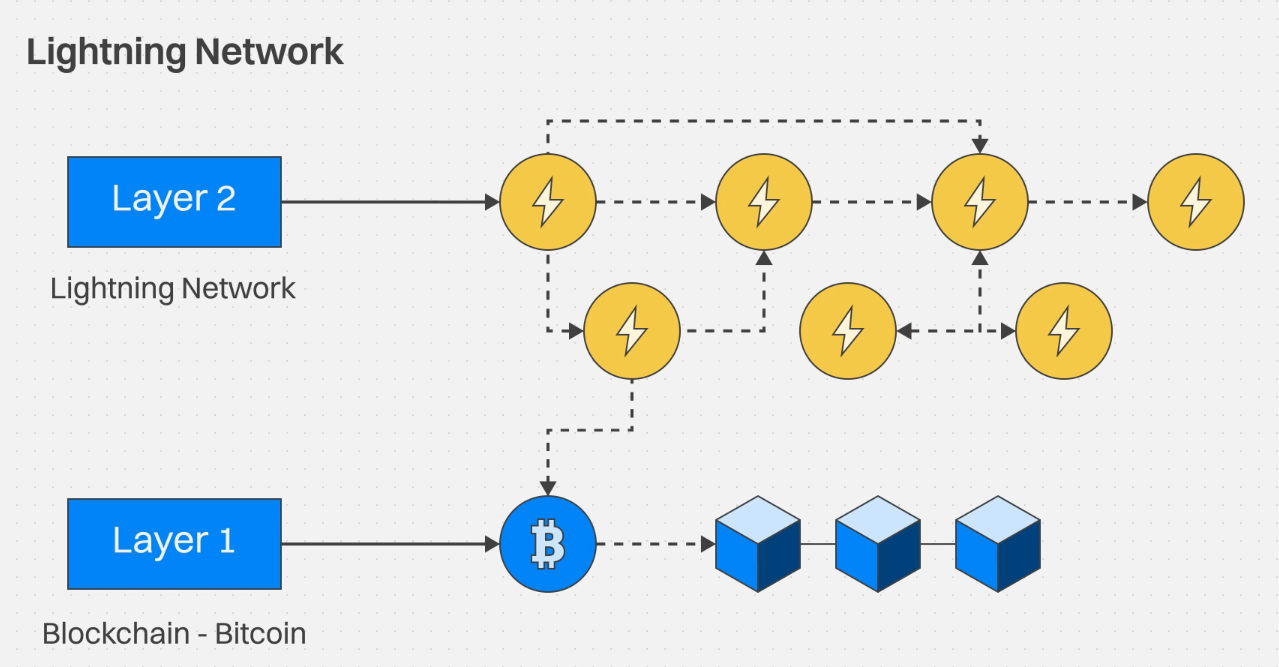 Lightning Network
Layer 2
Lightning Network
Layer 1
Blockchain - Bitcoin